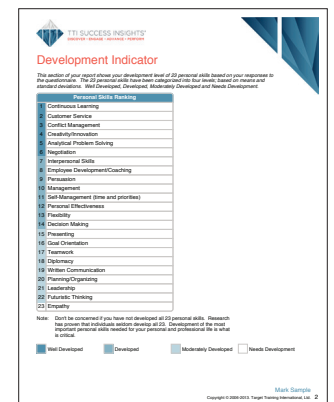 TTI SUCCESS INSIGHTS®
DISCOVER • ENGAGE • ADVANCE • PERFORM
Development Indicator
This section of your report shows your development level of 23 personal skills based on your responses to
the questionnaire. The 23 personal skills have been categorized into four levels; based on means and
standard deviations. Well Developed, Developed, Moderately Developed and Needs Development.
Personal Skills Ranking
1 Continuous Learning
2 Customer Service
3 Conflict Management
4 Creativity/Innovation
5 Analytical Problem Solving
6 Negotiation
7 Interpersonal Skills
8 Employee Development/Coaching
9 Persuasion
10 Management
11 Self-Management (time and priorities)
12 Personal Effectiveness
13 Flexibility
14 Decision Making
15 Presenting
16 Goal Orientation
17 Teamwork
18 Diplomacy
19 Written Communication
20 Planning/Organizing
21 Leadership
22 Futuristic Thinking
23 Empathy
Note: Don't be concerned if you have not developed all 23 personal skills. Research
has proven that individuals seldom develop all 23. Development of the most
important personal skills needed for your personal and professional life is what
is critical.
Well Developed Developed Moderately Developed Needs Development
Mark Sample
Copyright © 2006-2013. Target Training International, Ltd. 2